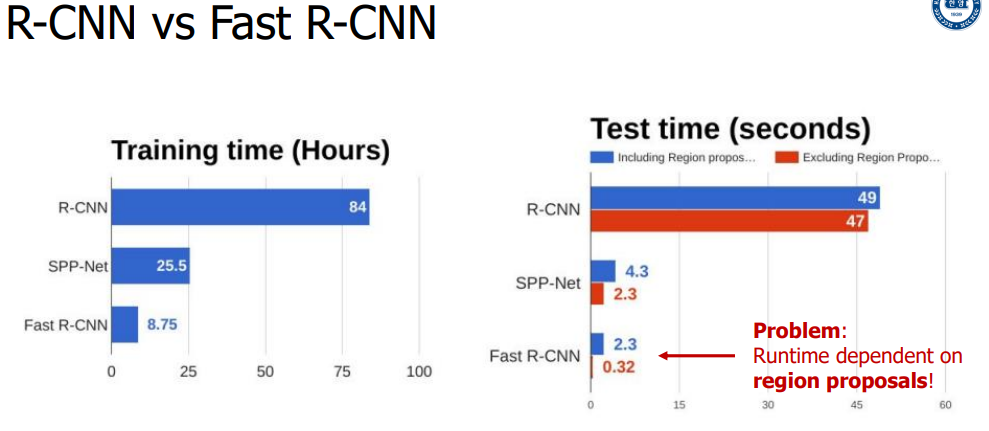 R-CNN vs Fast R-CNN
Training time (Hours)
R-CNN
84
SPP-Net
25.5
Fast R-CNN
8.75
0 25 50 75 100
Test time (seconds)
Including Region propos... Excluding Region Propo...
R-CNN
49
47
SPP-Net
4.3
2.3
Fast R-CNN
2.3
0.32
0 15 30 45 60
Problem:
Runtime dependent on
region proposals!